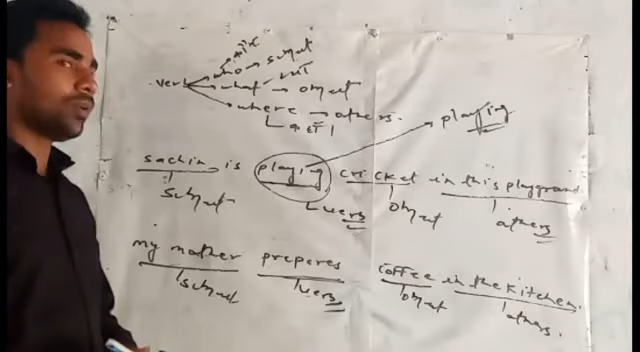 who → subject
verb what → object
where → others.
playing
sachin is playing cricket in this playground
subject verb object others
my mother preperes coffee in the kitchen.
subject verb object others.